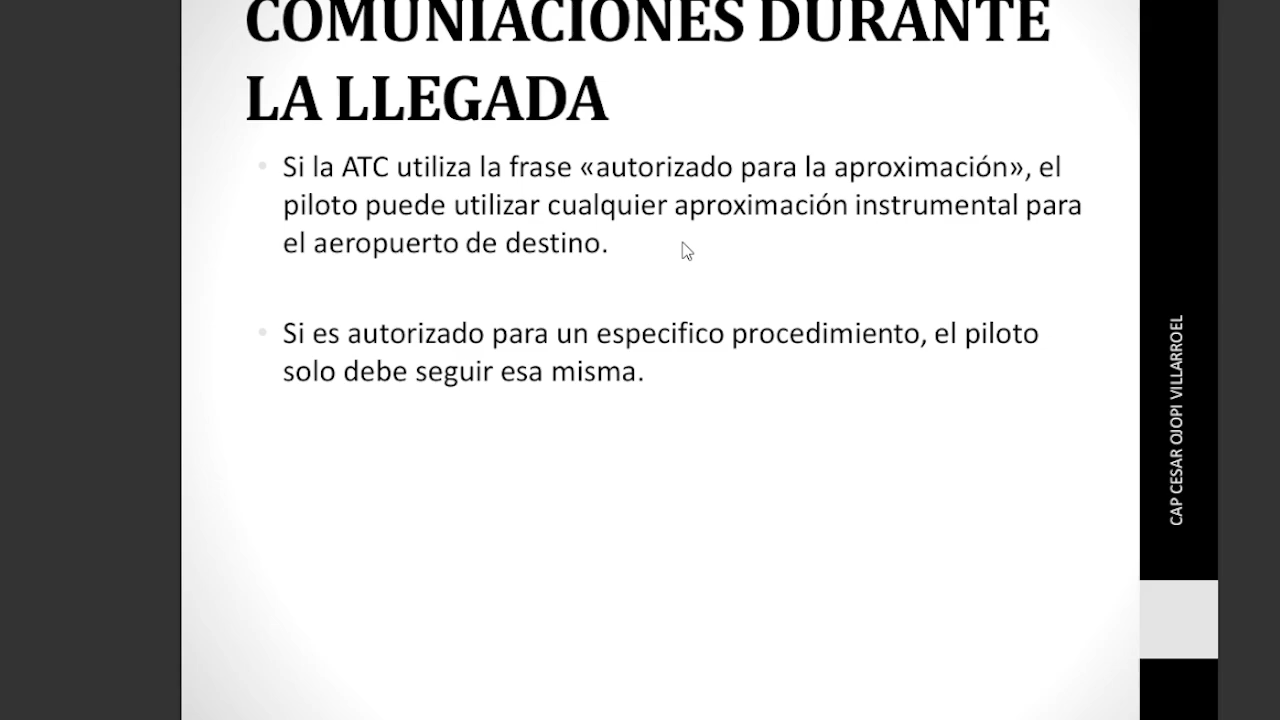 COMUNIACIONES DURANTE
LA LLEGADA
• Si la ATC utiliza la frase «autorizado para la aproximación», el
piloto puede utilizar cualquier aproximación instrumental para
el aeropuerto de destino.
• Si es autorizado para un especifico procedimiento, el piloto
solo debe seguir esa misma.
CAP CESAR OJOPI VILLARROEL